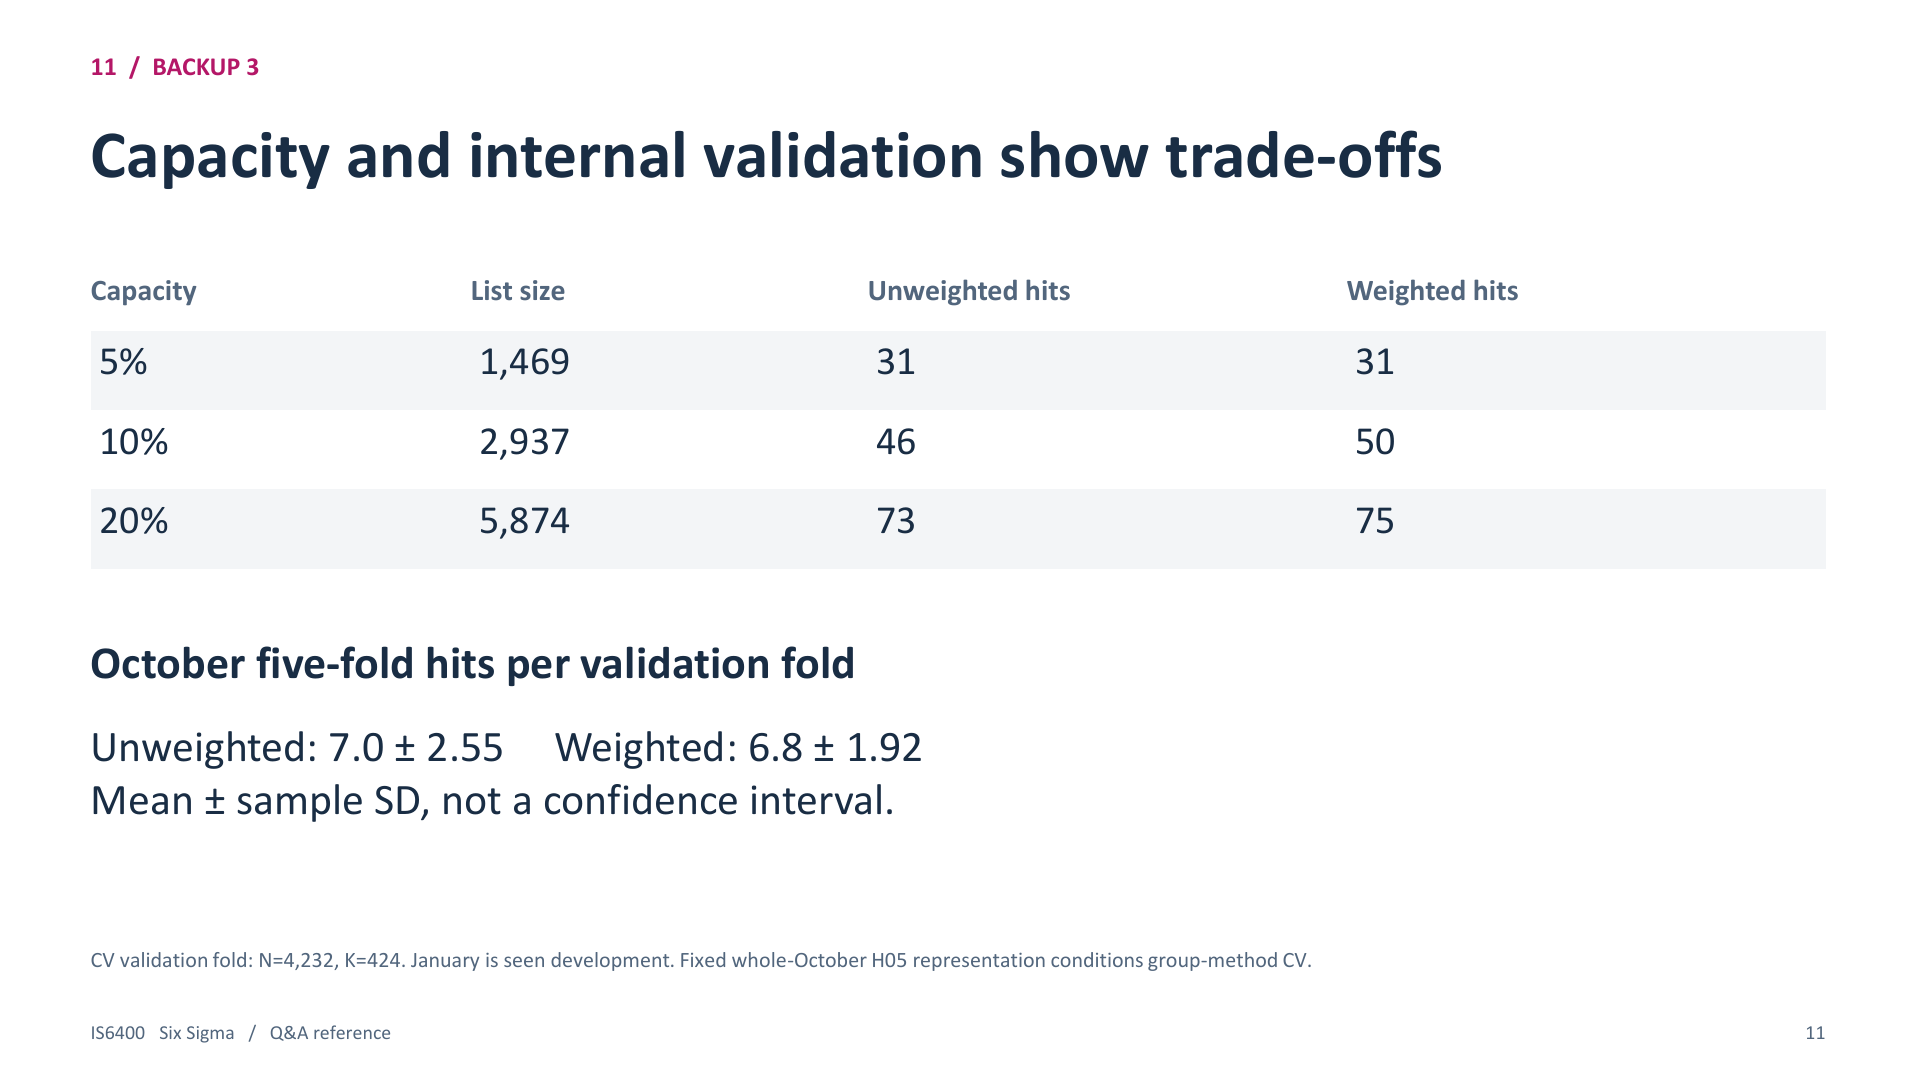 11 / BACKUP 3
Capacity and internal validation show trade-offs
Capacity List size Unweighted hits Weighted hits
5% 1,469 31 31
10% 2,937 46 50
20% 5,874 73 75
October five-fold hits per validation fold
Unweighted: 7.0 ± 2.55 Weighted: 6.8 ± 1.92
Mean ± sample SD, not a confidence interval.
CV validation fold: N=4,232, K=424. January is seen development. Fixed whole-October H05 representation conditions group-method CV.
IS6400 Six Sigma / Q&A reference 11